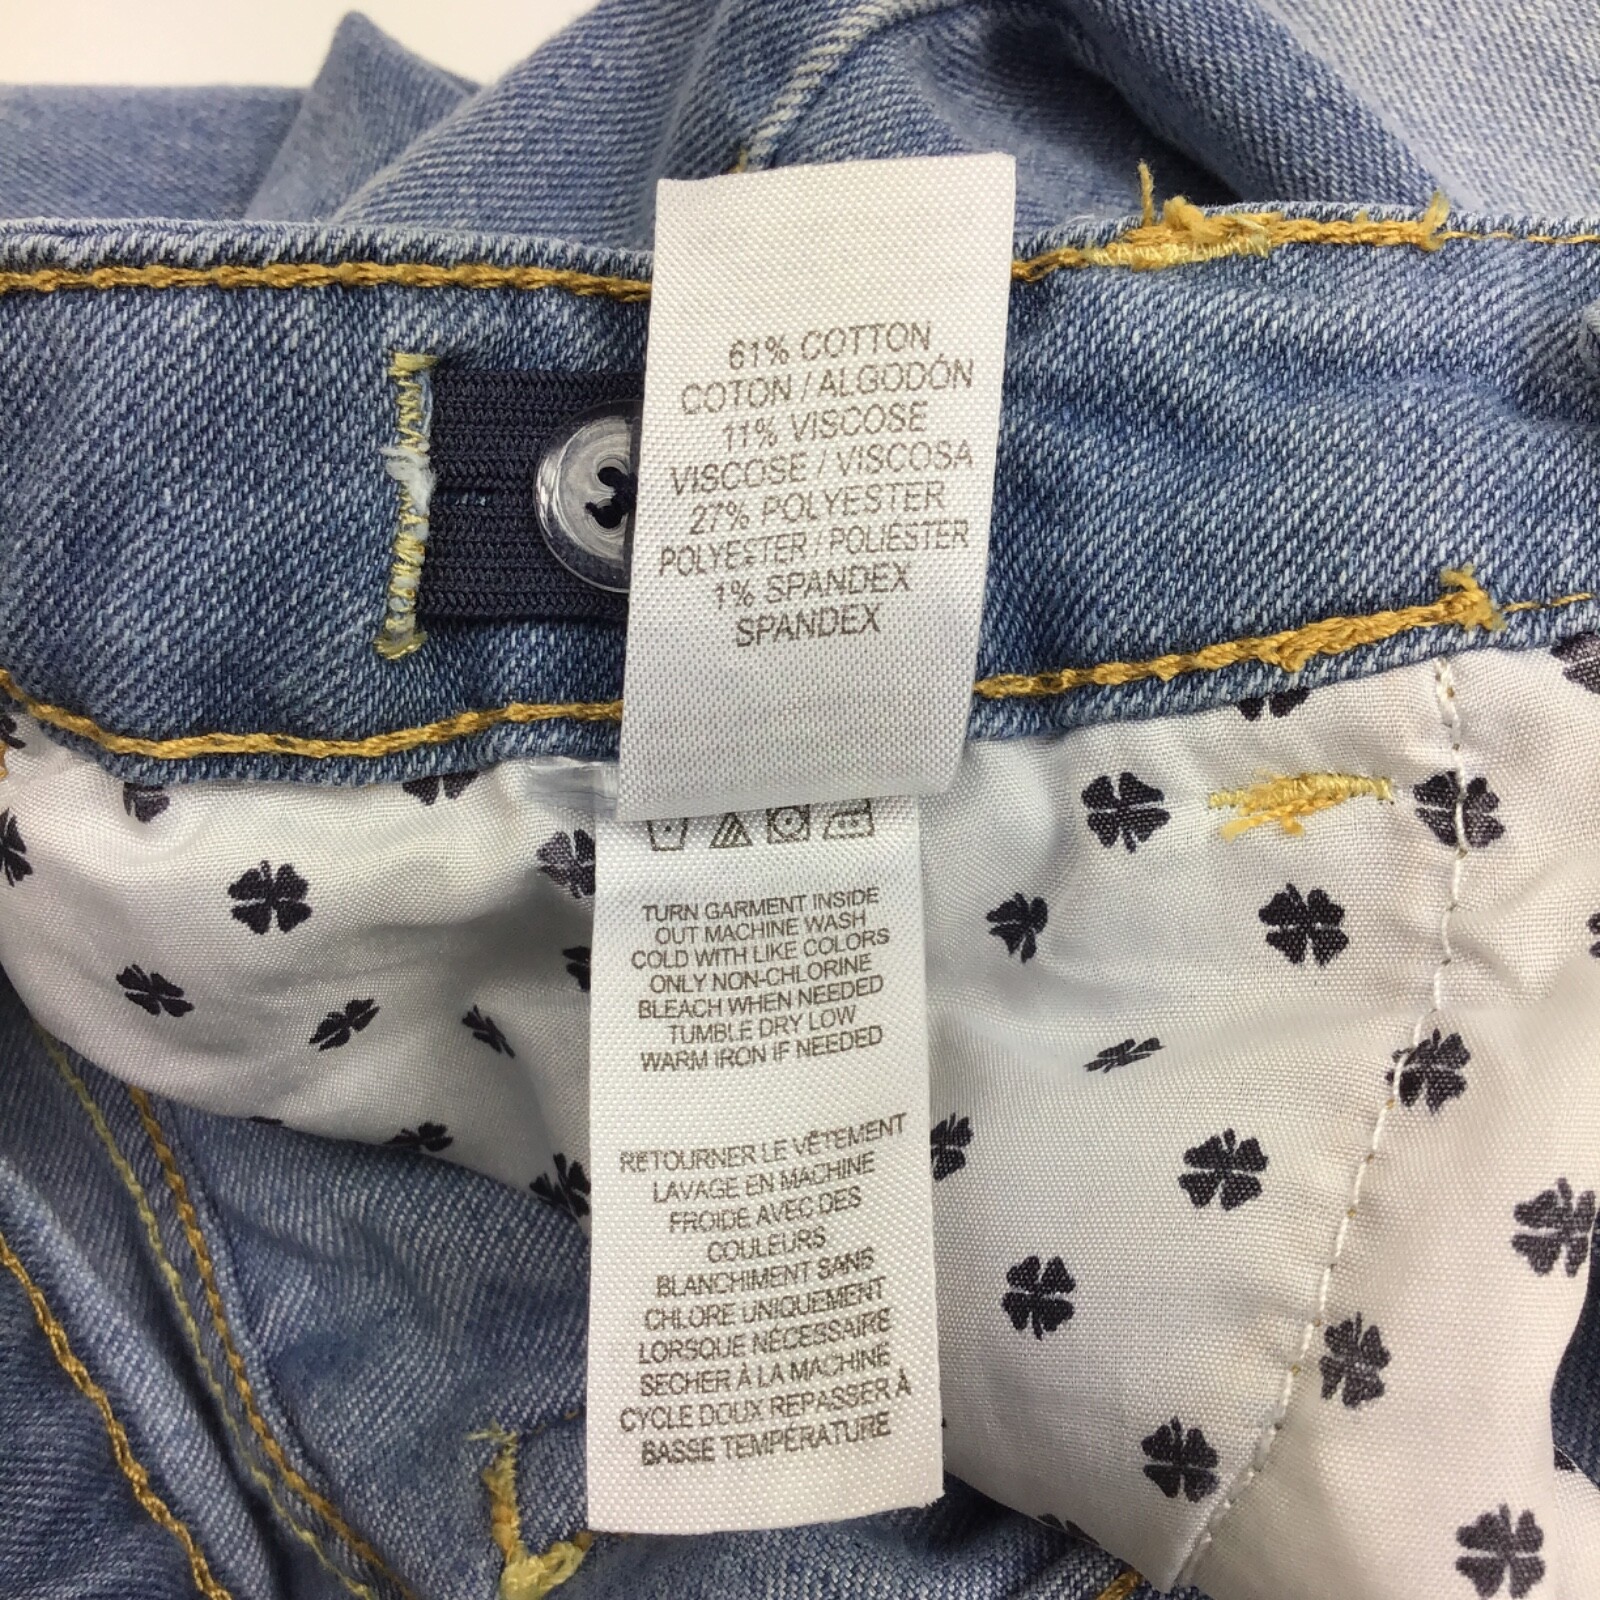 61% COTTON
COTON / ALGODÓN
11% VISCOSE
VISCOSE / VISCOSA
27% POLYESTER
POLYESTER / POLIÉSTER
1% SPANDEX
SPANDEX
TURN GARMENT INSIDE
OUT MACHINE WASH
COLD WITH LIKE COLORS
ONLY NON-CHLORINE
BLEACH WHEN NEEDED
TUMBLE DRY LOW
WARM IRON IF NEEDED
RETOURNER LE VÊTEMENT
LAVAGE EN MACHINE
FROIDE AVEC DES
COULEURS
BLANCHIMENT SANS
CHLORE UNIQUEMENT
LORSQUE NÉCESSAIRE
SECHER À LA MACHINE
CYCLE DOUX REPASSER À
BASSE TEMPÉRATURE